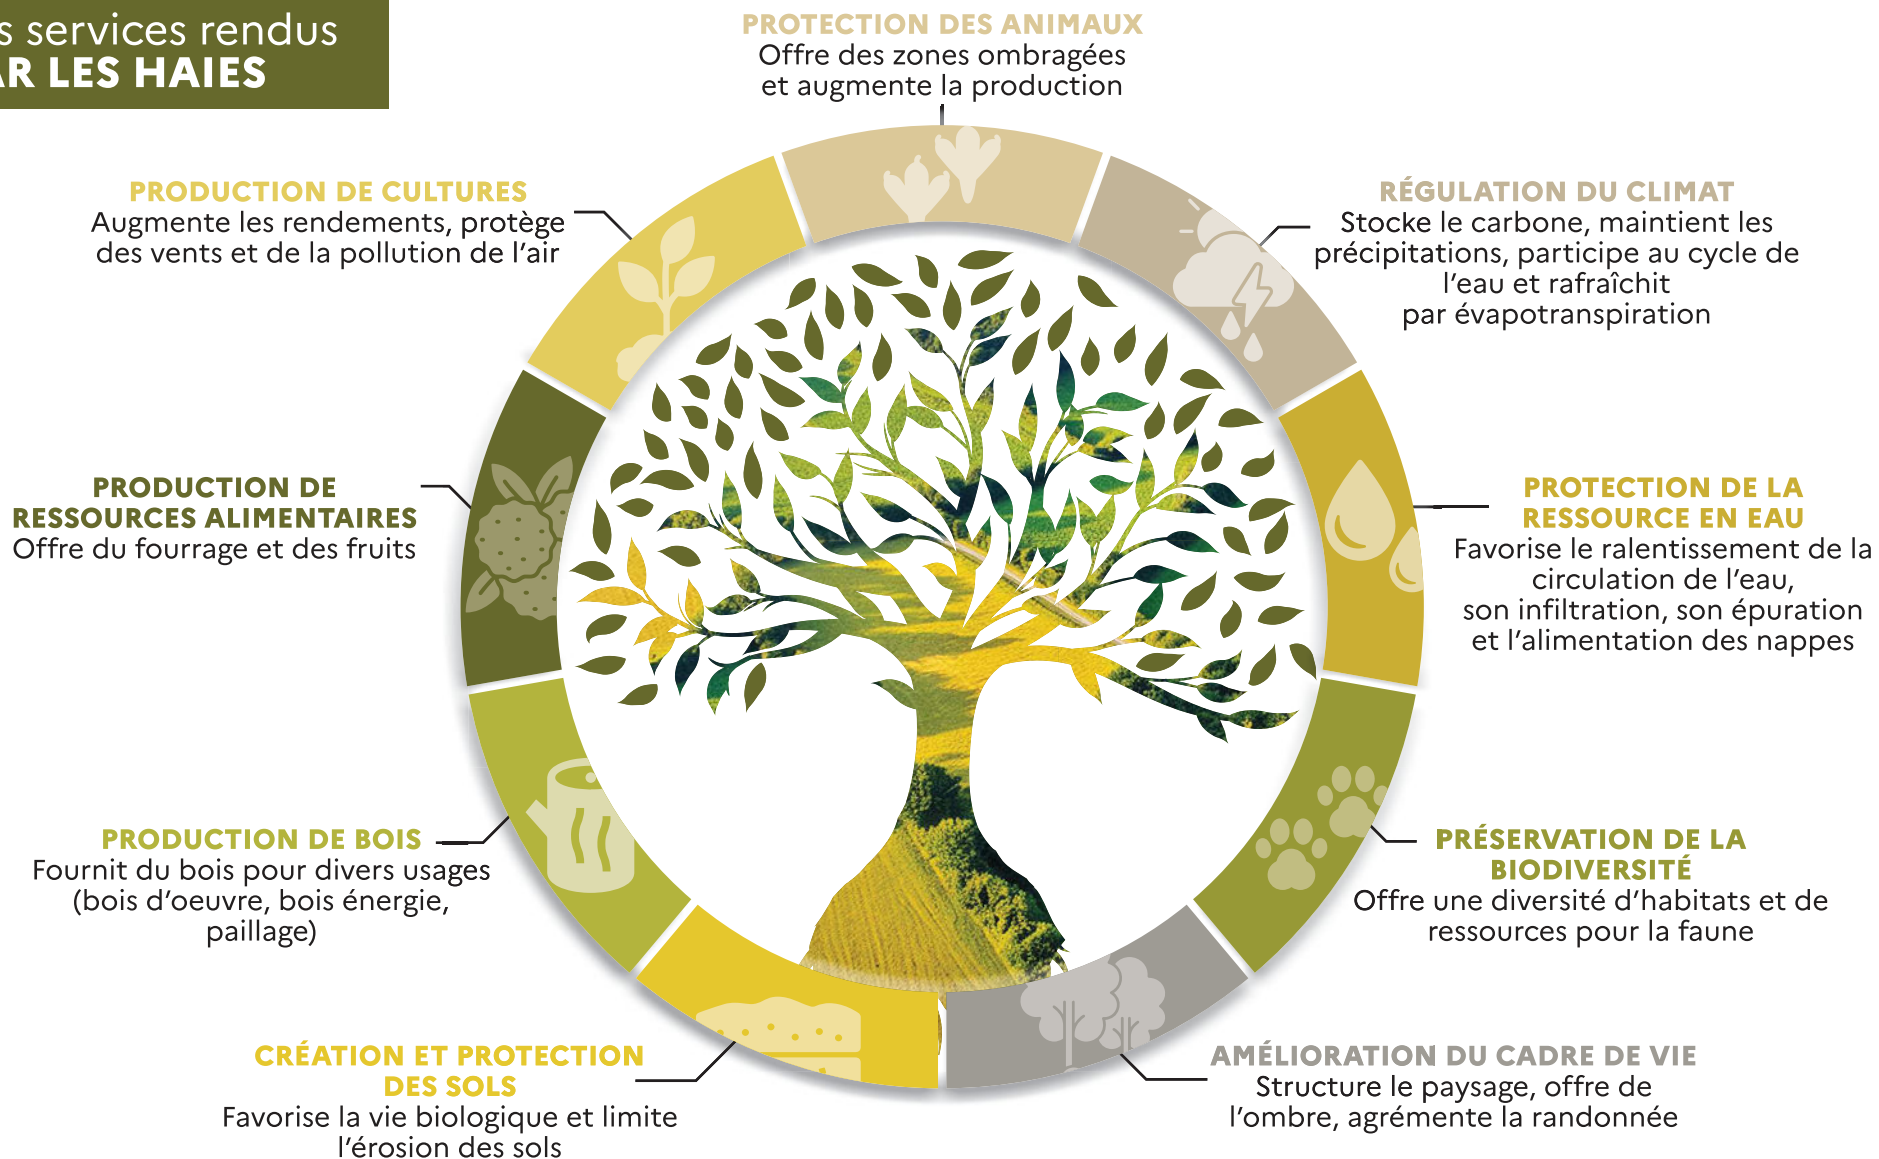 s services rendus
R LES HAIES
PROTECTION DES ANIMAUX
Offre des zones ombragées
et augmente la production
PRODUCTION DE CULTURES
Augmente les rendements, protège
des vents et de la pollution de l'air
RÉGULATION DU CLIMAT
Stocke le carbone, maintient les
précipitations, participe au cycle de
l'eau et rafraîchit
par évapotranspiration
PRODUCTION DE
RESSOURCES ALIMENTAIRES
Offre du fourrage et des fruits
PROTECTION DE LA
RESSOURCE EN EAU
Favorise le ralentissement de la
circulation de l'eau,
son infiltration, son épuration
et l'alimentation des nappes
PRODUCTION DE BOIS
Fournit du bois pour divers usages
(bois d'oeuvre, bois énergie,
paillage)
PRÉSERVATION DE LA
BIODIVERSITÉ
Offre une diversité d'habitats et de
ressources pour la faune
CRÉATION ET PROTECTION
DES SOLS
Favorise la vie biologique et limite
l'érosion des sols
AMÉLIORATION DU CADRE DE VIE
Structure le paysage, offre de
l'ombre, agrémente la randonnée